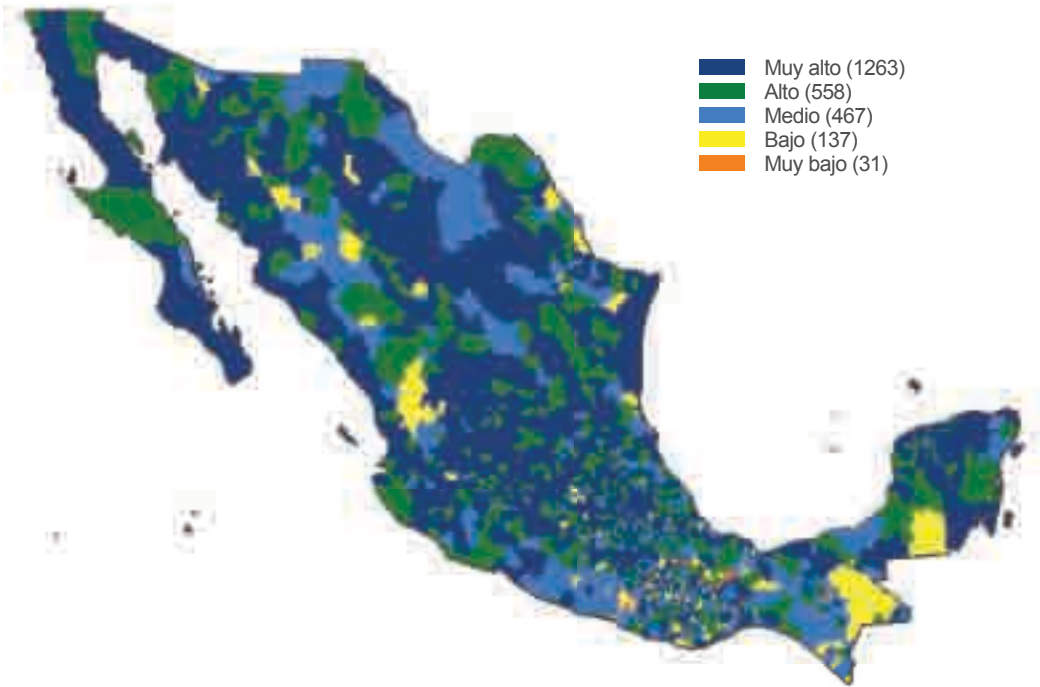 Muy alto (1263)
Alto (558)
Medio (467)
Bajo (137)
Muy bajo (31)